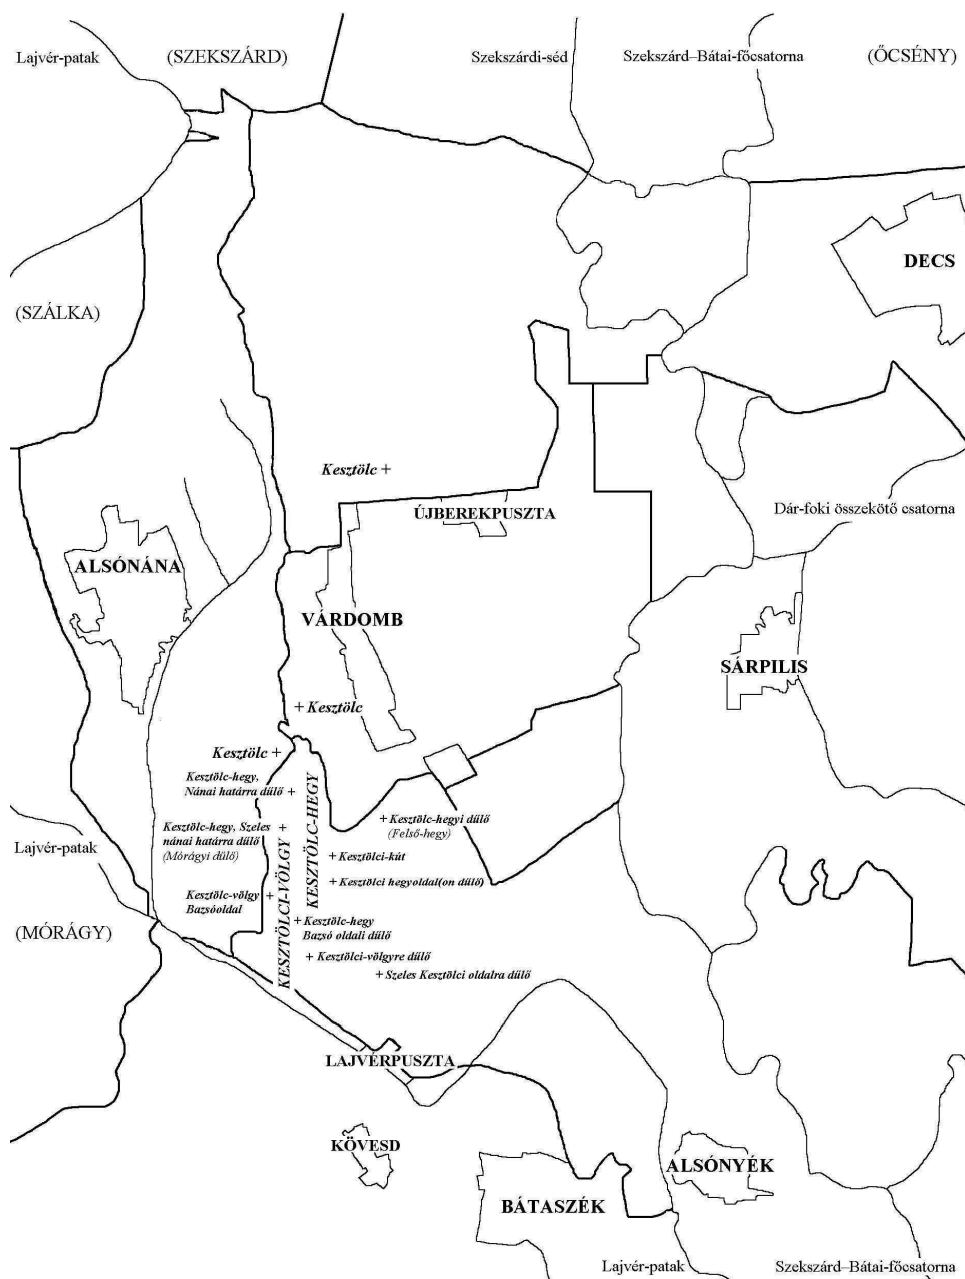 Lajvér-patak
(SZEKSZÁRD)
Szekszárdi-séd
Szekszárd–Bátai-főcsatorna
(ŐCSÉNY)
DECS
(SZÁLKA)
Kesztölc +
ÚJBEREKPUSZTA
Dár-foki összekötő csatorna
ALSÓNÁNA
VÁRDOMB
SÁRPILIS
+ Kesztölc
Kesztölc +
Kesztölc-hegy,
Nánai határra dűlő +
KESZTÖLC-HEGY
+ Kesztölc-hegyi dűlő
(Felső-hegy)
Kesztölc-hegy, Szeles +
nánai határra dűlő
(Mórágyi dűlő)
Lajvér-patak
+ Kesztölci-kút
+ Kesztölci hegyoldal(on dűlő)
Kesztölc-völgy +
Bazsóoldal
KESZTÖLCI-VÖLGY
+ Kesztölc-hegy
Bazsó oldali dűlő
(MÓRÁGY)
+ Kesztölci-völgyre dűlő
+ Szeles Kesztölci oldalra dűlő
LAJVÉRPUSZTA
KÖVESD
ALSÓNYÉK
BÁTASZÉK
Lajvér-patak
Szekszárd–Bátai-főcsatorna